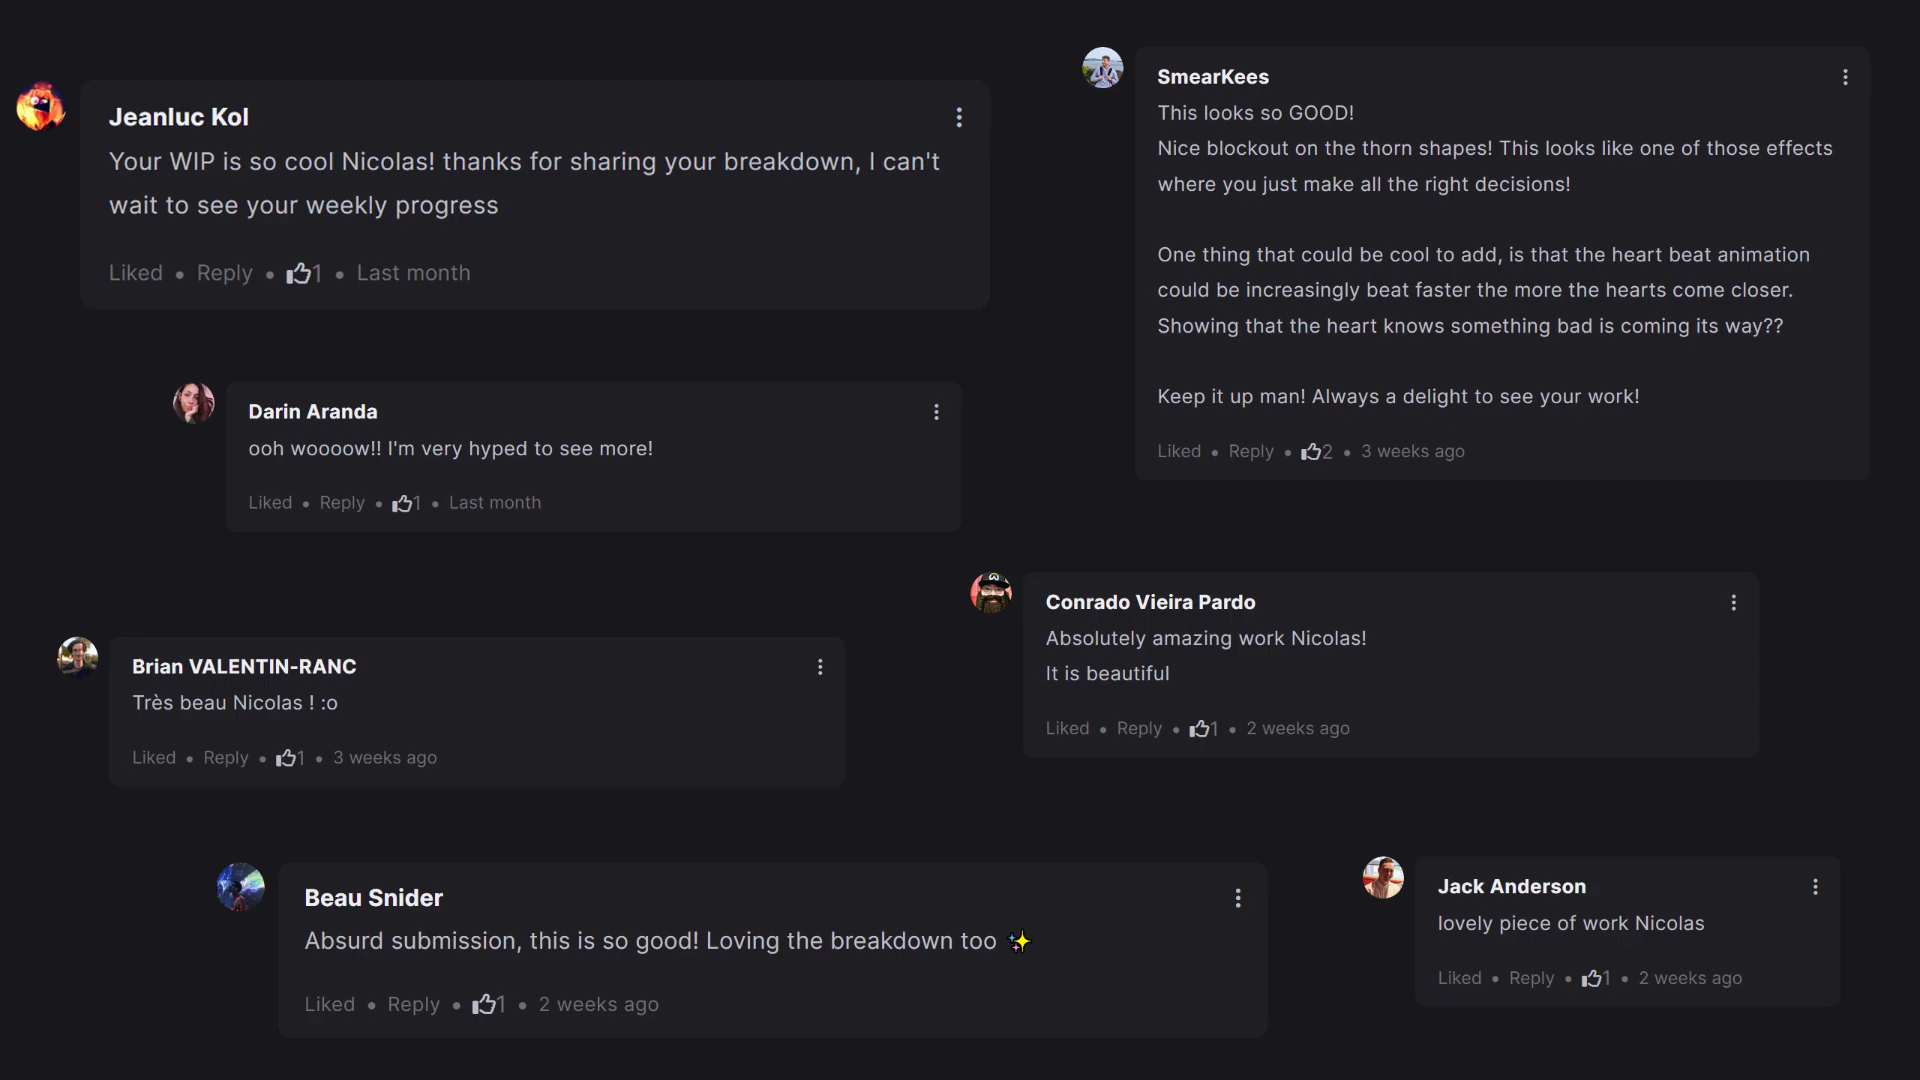 Jeanluc Kol
Your WIP is so cool Nicolas! thanks for sharing your breakdown, I can't
wait to see your weekly progress
Liked • Reply • 1 • Last month
SmearKees
This looks so GOOD!
Nice blockout on the thorn shapes! This looks like one of those effects
where you just make all the right decisions!
One thing that could be cool to add, is that the heart beat animation
could be increasingly beat faster the more the hearts come closer.
Showing that the heart knows something bad is coming its way??
Keep it up man! Always a delight to see your work!
Liked • Reply • 2 • 3 weeks ago
Darin Aranda
ooh woooow!! I'm very hyped to see more!
Liked • Reply • 1 • Last month
Conrado Vieira Pardo
Absolutely amazing work Nicolas!
It is beautiful
Liked • Reply • 1 • 2 weeks ago
Brian VALENTIN-RANC
Très beau Nicolas ! :o
Liked • Reply • 1 • 3 weeks ago
Beau Snider
Absurd submission, this is so good! Loving the breakdown too ✨
Liked • Reply • 1 • 2 weeks ago
Jack Anderson
lovely piece of work Nicolas
Liked • Reply • 1 • 2 weeks ago